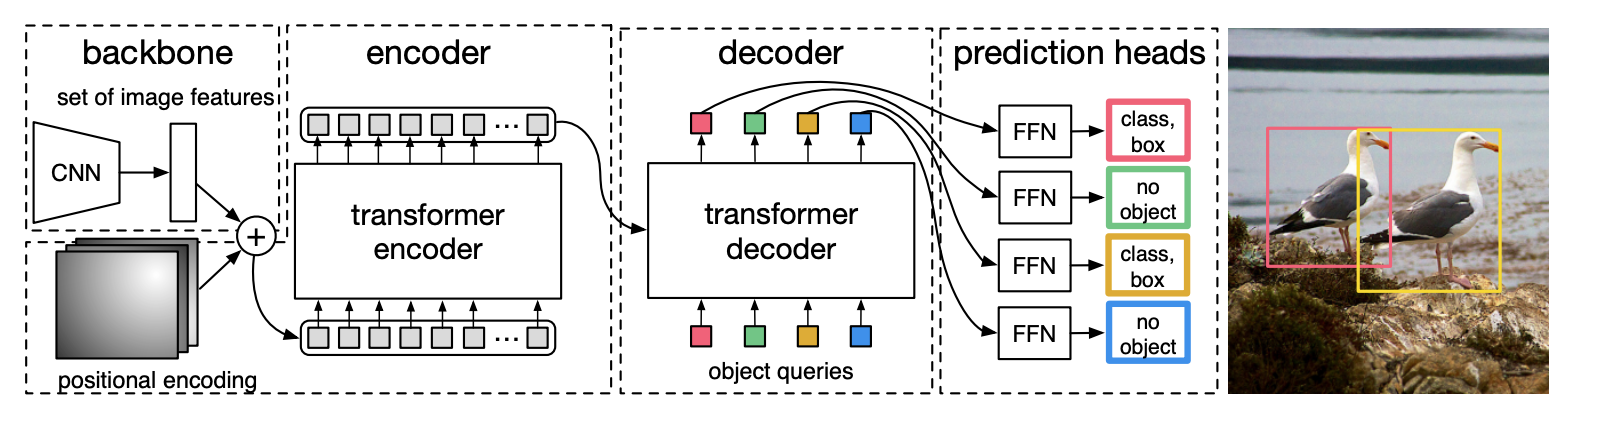 backbone
set of image features
CNN
+
positional encoding
encoder
...
transformer
encoder
...
decoder
transformer
decoder
object queries
prediction heads
FFN
class,
box
FFN
no
object
FFN
class,
box
FFN
no
object